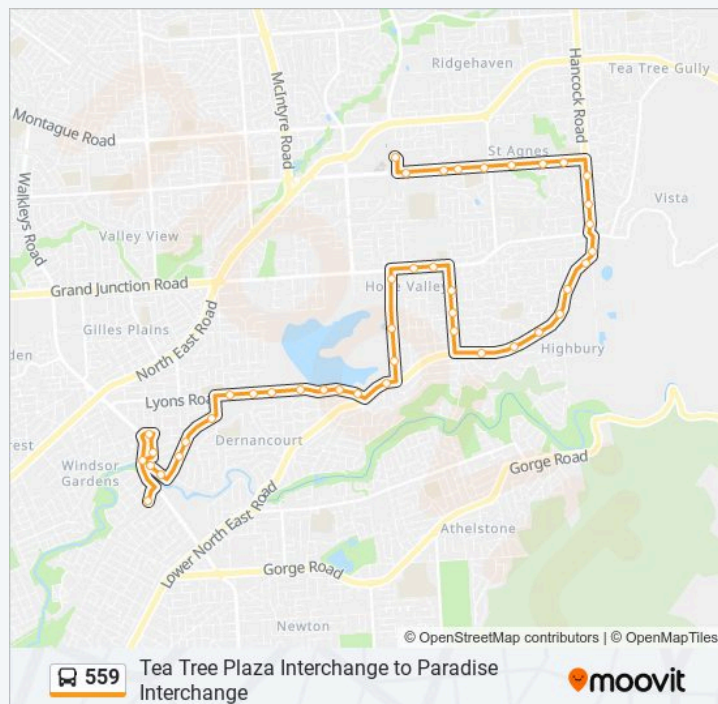 Ridgehaven
Tea Tree Gully
Hancock Road
McIntyre Road
Montague Road
St Agnes
Walkleys Road
Vista
Valley View
Grand Junction Road
Hope Valley
Gilles Plains
North East Road
Highbury
Lyons Roa
Dernancourt
Windsor
Gardens
Gorge Road
Lower North East Road
Athelstone
Gorge Road
Newton
© OpenStreetMap contributors | © OpenMapTiles
559
Tea Tree Plaza Interchange to Paradise
Interchange
moovit